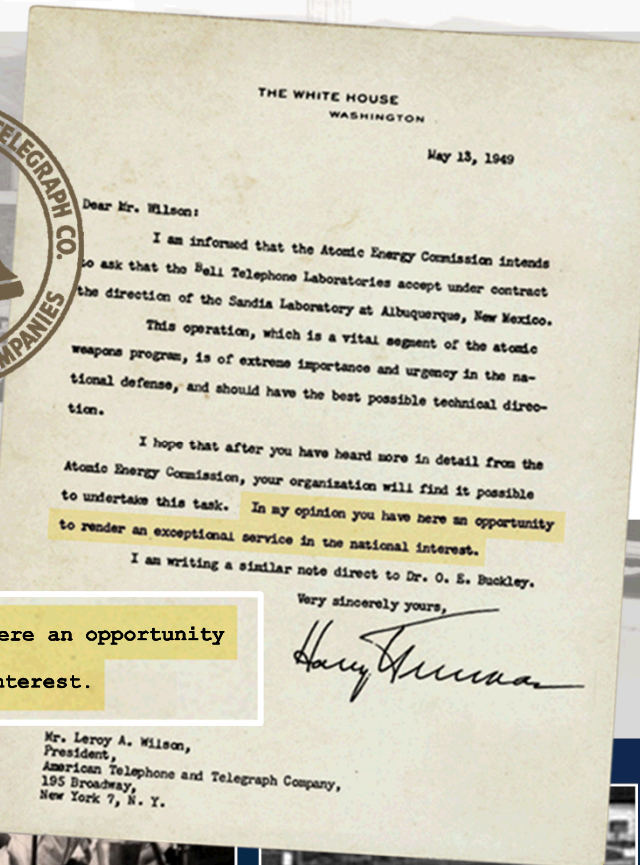 TELEGRAPH CO.
COMPANIES
THE WHITE HOUSE
WASHINGTON
May 13, 1949
Dear Mr. Wilson:
I am informed that the Atomic Energy Commission intends
to ask that the Bell Telephone Laboratories accept under contract
the direction of the Sandia Laboratory at Albuquerque, New Mexico.
This operation, which is a vital segment of the atomic
weapons program, is of extreme importance and urgency in the na-
tional defense, and should have the best possible technical direc-
tion.
I hope that after you have heard more in detail from the
Atomic Energy Commission, your organization will find it possible
to undertake this task. In my opinion you have here an opportunity
to render an exceptional service in the national interest.
I am writing a similar note direct to Dr. O. E. Buckley.
Very sincerely yours,
Harry Truman
ere an opportunity
nterest.
Mr. Leroy A. Wilson,
President,
American Telephone and Telegraph Company,
195 Broadway,
New York 7, N. Y.